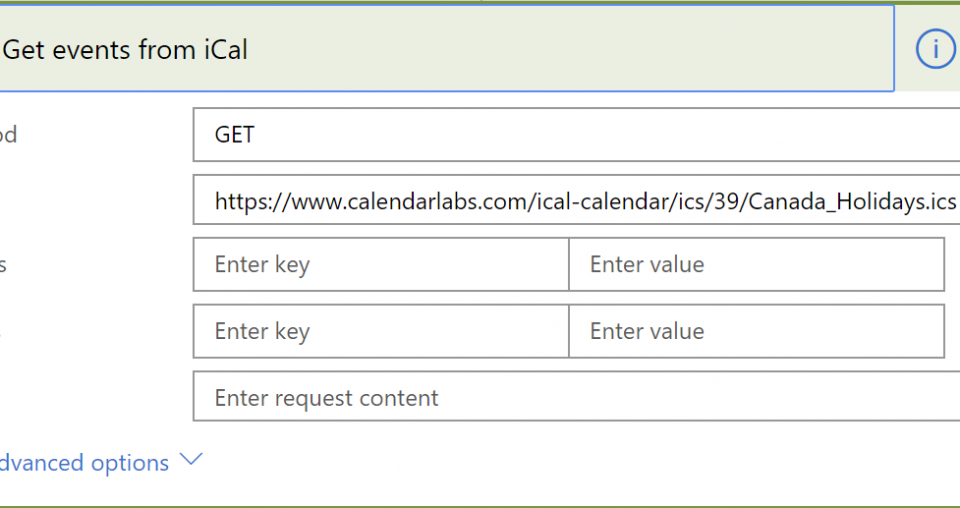 Get events from iCal
od
GET
https://www.calendarlabs.com/ical-calendar/ics/39/Canada_Holidays.ics
s
Enter key
Enter value
Enter key
Enter value
Enter request content
dvanced options